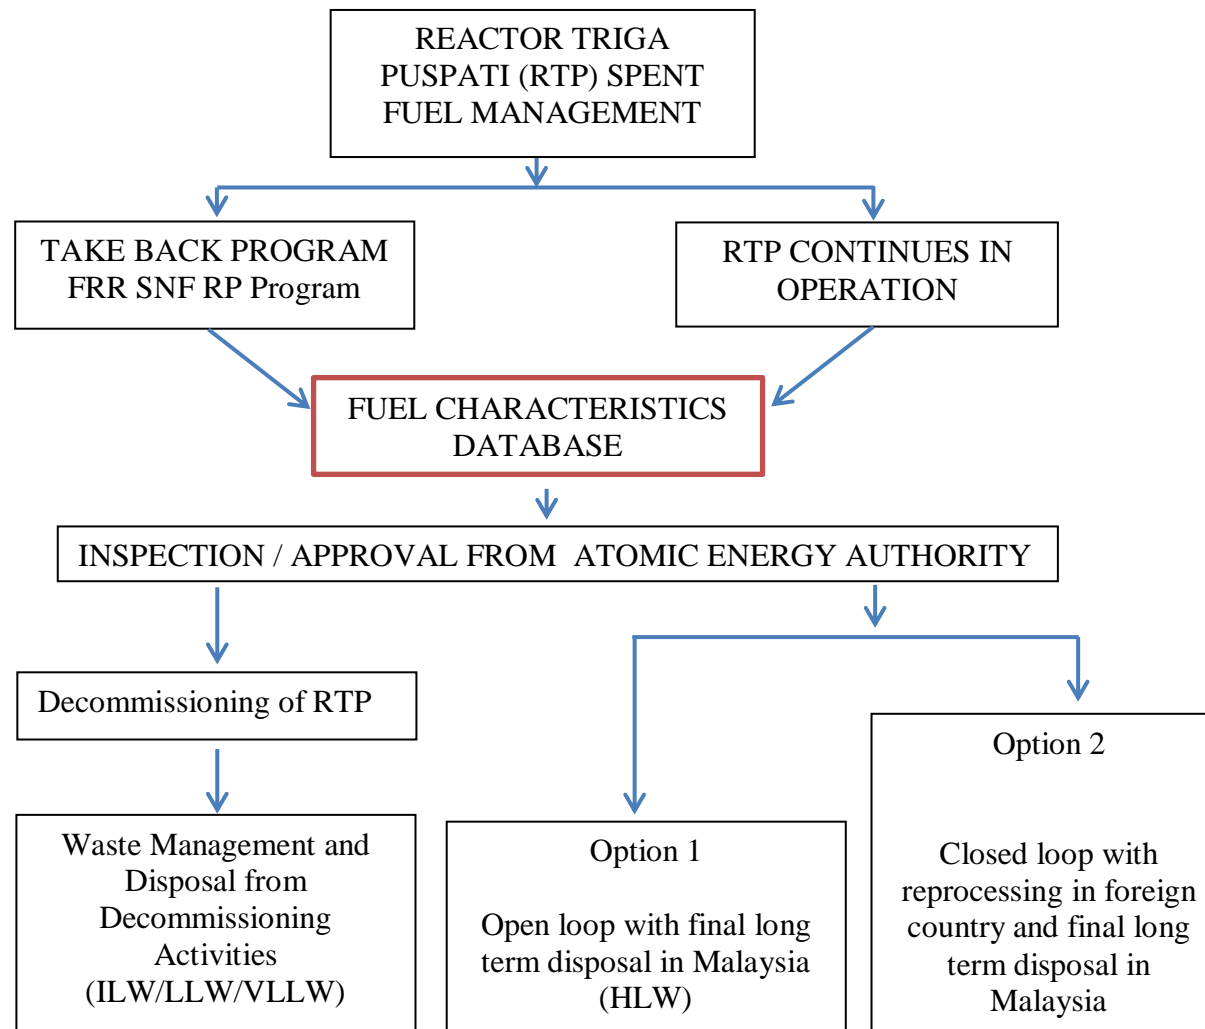 REACTOR TRIGA
PUSPATI (RTP) SPENT
FUEL MANAGEMENT
TAKE BACK PROGRAM
FRR SNF RP Program
RTP CONTINUES IN
OPERATION
FUEL CHARACTERISTICS
DATABASE
INSPECTION / APPROVAL FROM ATOMIC ENERGY AUTHORITY
Decommissioning of RTP
Waste Management and
Disposal from
Decommissioning
Activities
(ILW/LLW/VLLW)
Option 1
Open loop with final long
term disposal in Malaysia
(HLW)
Option 2
Closed loop with
reprocessing in foreign
country and final long
term disposal in
Malaysia